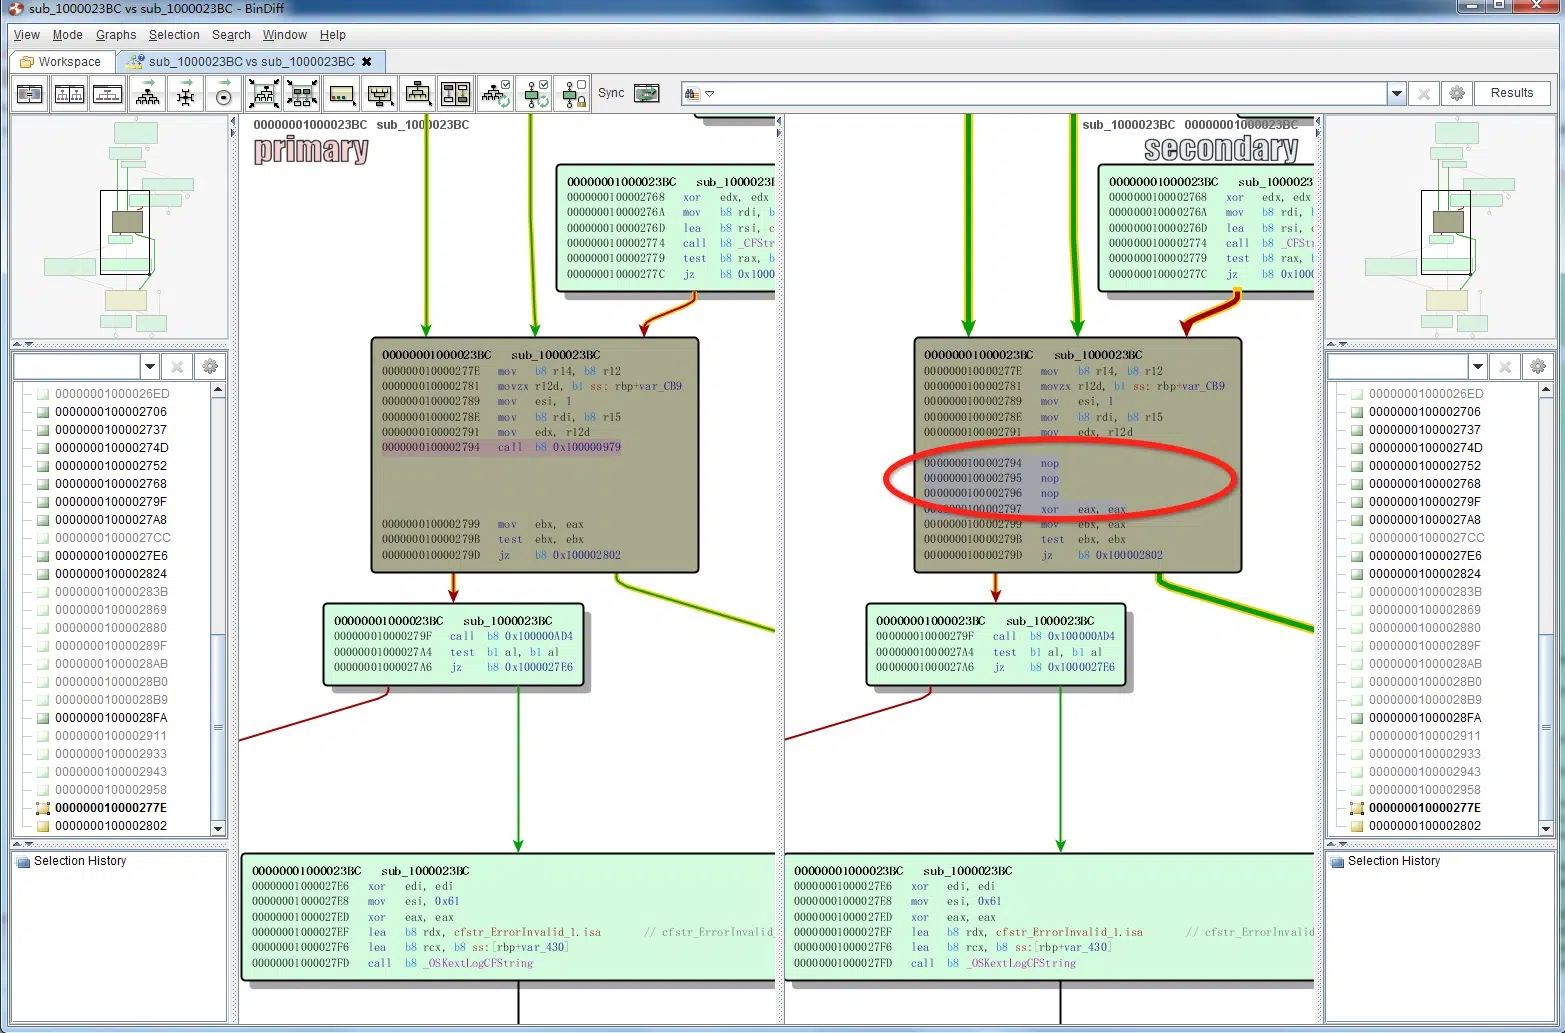 sub_1000023BC vs sub_1000023BC - BinDiff
View Mode Graphs Selection Search Window Help
Workspace sub_1000023BC vs sub_1000023BC
Sync Results
00000001000023BC sub_1000023BC
primary
00000001000023BC
0000000100002768 xor edx, edx
000000010000276A mov b8 rdi,
000000010000276D lea b8 rsi,
0000000100002774 call b8
0000000100002779 test b8 rax,
000000010000277C jz b8
00000001000023BC sub_1000023BC
000000010000277E mov b8 r14, b8 r12
0000000100002781 movzx r12d, b1 ss: rbp+var_CB9
0000000100002789 mov esi, 1
000000010000278E mov b8 rdi, b8 r15
0000000100002791 mov edx, r12d
0000000100002794 call b8 0x100000979
0000000100002799 mov ebx, eax
000000010000279B test ebx, ebx
000000010000279D jz b8 0x100002802
00000001000023BC sub_1000023BC
000000010000279F call b8 0x100000AD4
00000001000027A4 test b1 al, b1 al
00000001000027A6 jz b8 0x1000027E6
00000001000023BC sub_1000023BC
00000001000027E6 xor edi, edi
00000001000027E8 mov esi, 0x61
00000001000027ED xor eax, eax
00000001000027EF lea b8 rdx, cfstr_ErrorInvalid_1.isa // cfstr_ErrorInvalid
00000001000027F6 lea b8 rcx, b8 ss:[rbp+var_430]
00000001000027FD call b8 _OSKextLogCFString
sub_1000023BC 00000001000023BC
secondary
00000001000023BC
0000000100002768 xor edx, edx
000000010000276A mov b8 rdi,
000000010000276D lea b8 rsi,
0000000100002774 call b8
0000000100002779 test b8 rax,
000000010000277C jz b8
00000001000023BC sub_1000023BC
000000010000277E mov b8 r14, b8 r12
0000000100002781 movzx r12d, b1 ss: rbp+var_CB9
0000000100002789 mov esi, 1
000000010000278E mov b8 rdi, b8 r15
0000000100002791 mov edx, r12d
0000000100002794 nop
0000000100002795 nop
0000000100002796 nop
0000000100002797 xor eax, eax
0000000100002799 mov ebx, eax
000000010000279B test ebx, ebx
000000010000279D jz b8 0x100002802
00000001000023BC sub_1000023BC
000000010000279F call b8 0x100000AD4
00000001000027A4 test b1 al, b1 al
00000001000027A6 jz b8 0x1000027E6
00000001000023BC sub_1000023BC
00000001000027E6 xor edi, edi
00000001000027E8 mov esi, 0x61
00000001000027ED xor eax, eax
00000001000027EF lea b8 rdx, cfstr_ErrorInvalid_1.isa // cfstr_ErrorInvalid
00000001000027F6 lea b8 rcx, b8 ss:[rbp+var_430]
00000001000027FD call b8 _OSKextLogCFString
00000001000026ED
0000000100002706
0000000100002737
000000010000274D
0000000100002752
0000000100002768
000000010000279F
00000001000027A8
00000001000027CC
00000001000027E6
0000000100002824
000000010000283B
0000000100002869
0000000100002880
000000010000289F
00000001000028AB
00000001000028B0
00000001000028B9
00000001000028FA
0000000100002911
0000000100002933
0000000100002943
0000000100002958
000000010000277E
0000000100002802
Selection History
00000001000026ED
0000000100002706
0000000100002737
000000010000274D
0000000100002752
0000000100002768
000000010000279F
00000001000027A8
00000001000027CC
00000001000027E6
0000000100002824
000000010000283B
0000000100002869
0000000100002880
000000010000289F
00000001000028AB
00000001000028B0
00000001000028B9
00000001000028FA
0000000100002911
0000000100002933
0000000100002943
0000000100002958
000000010000277E
0000000100002802
Selection History